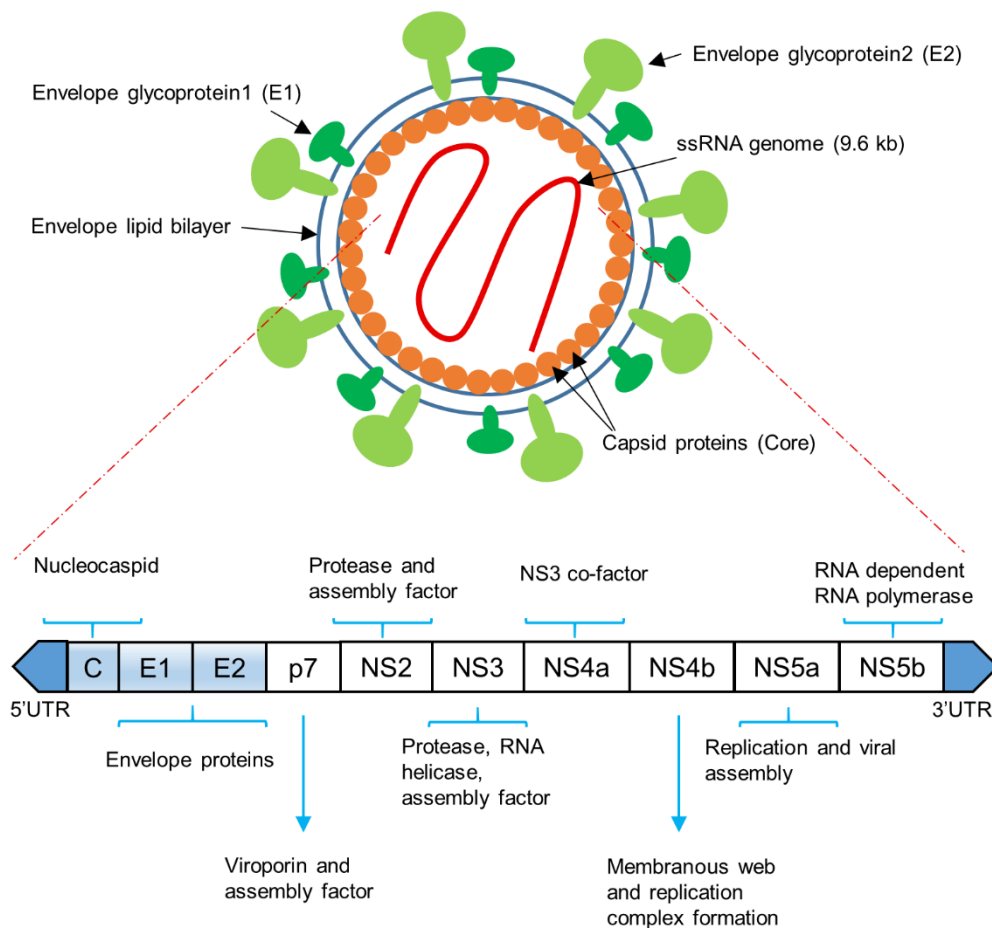 Envelope glycoprotein2 (E2)
Envelope glycoprotein1 (E1)
ssRNA genome (9.6 kb)
Envelope lipid bilayer
Capsid proteins (Core)
Nucleocaspid
Protease and
assembly factor
NS3 co-factor
RNA dependent
RNA polymerase
C E1 E2 p7 NS2 NS3 NS4a NS4b NS5a NS5b
5'UTR
3'UTR
Envelope proteins
Protease, RNA
helicase,
assembly factor
Replication and viral
assembly
Viroporin and
assembly factor
Membranous web
and replication
complex formation